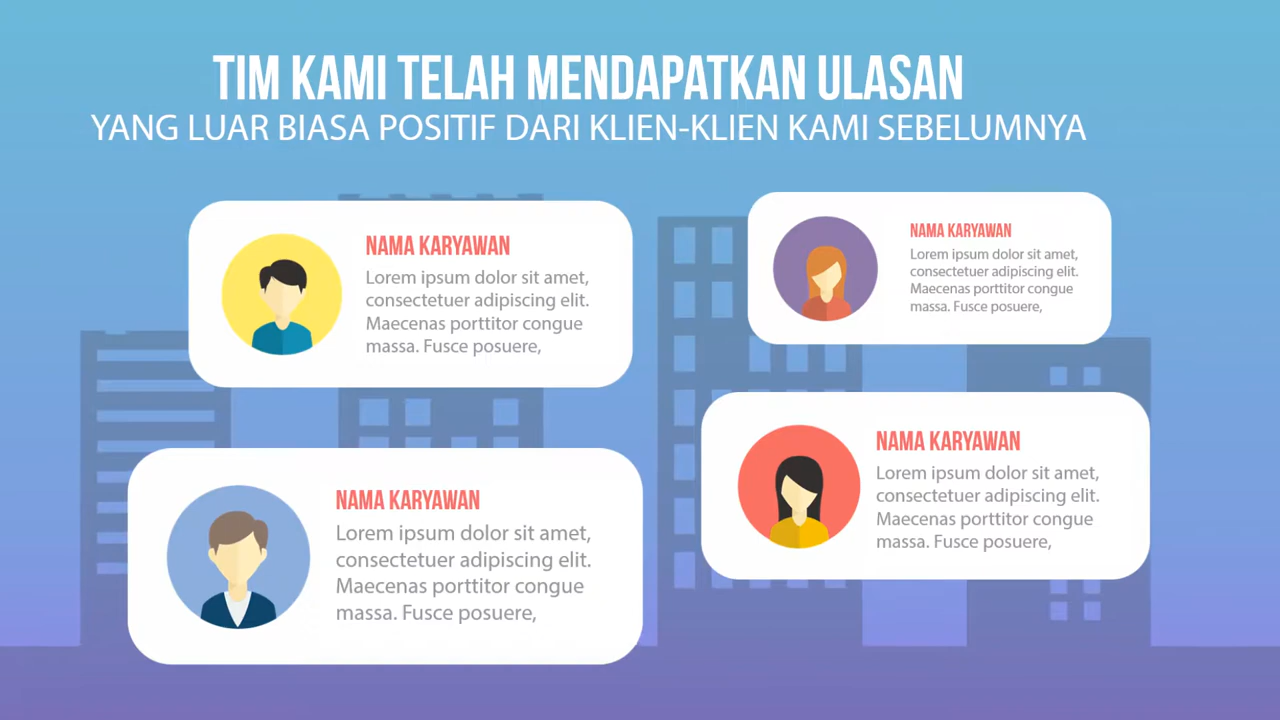 TIM KAMI TELAH MENDAPATKAN ULASAN
YANG LUAR BIASA POSITIF DARI KLIEN-KLIEN KAMI SEBELUMNYA
NAMA KARYAWAN
Lorem ipsum dolor sit amet,
consectetuer adipiscing elit.
Maecenas porttitor congue
massa. Fusce posuere,
NAMA KARYAWAN
Lorem ipsum dolor sit amet,
consectetuer adipiscing elit.
Maecenas porttitor congue
massa. Fusce posuere,
NAMA KARYAWAN
Lorem ipsum dolor sit amet,
consectetuer adipiscing elit.
Maecenas porttitor congue
massa. Fusce posuere,
NAMA KARYAWAN
Lorem ipsum dolor sit amet,
consectetuer adipiscing elit.
Maecenas porttitor congue
massa. Fusce posuere,